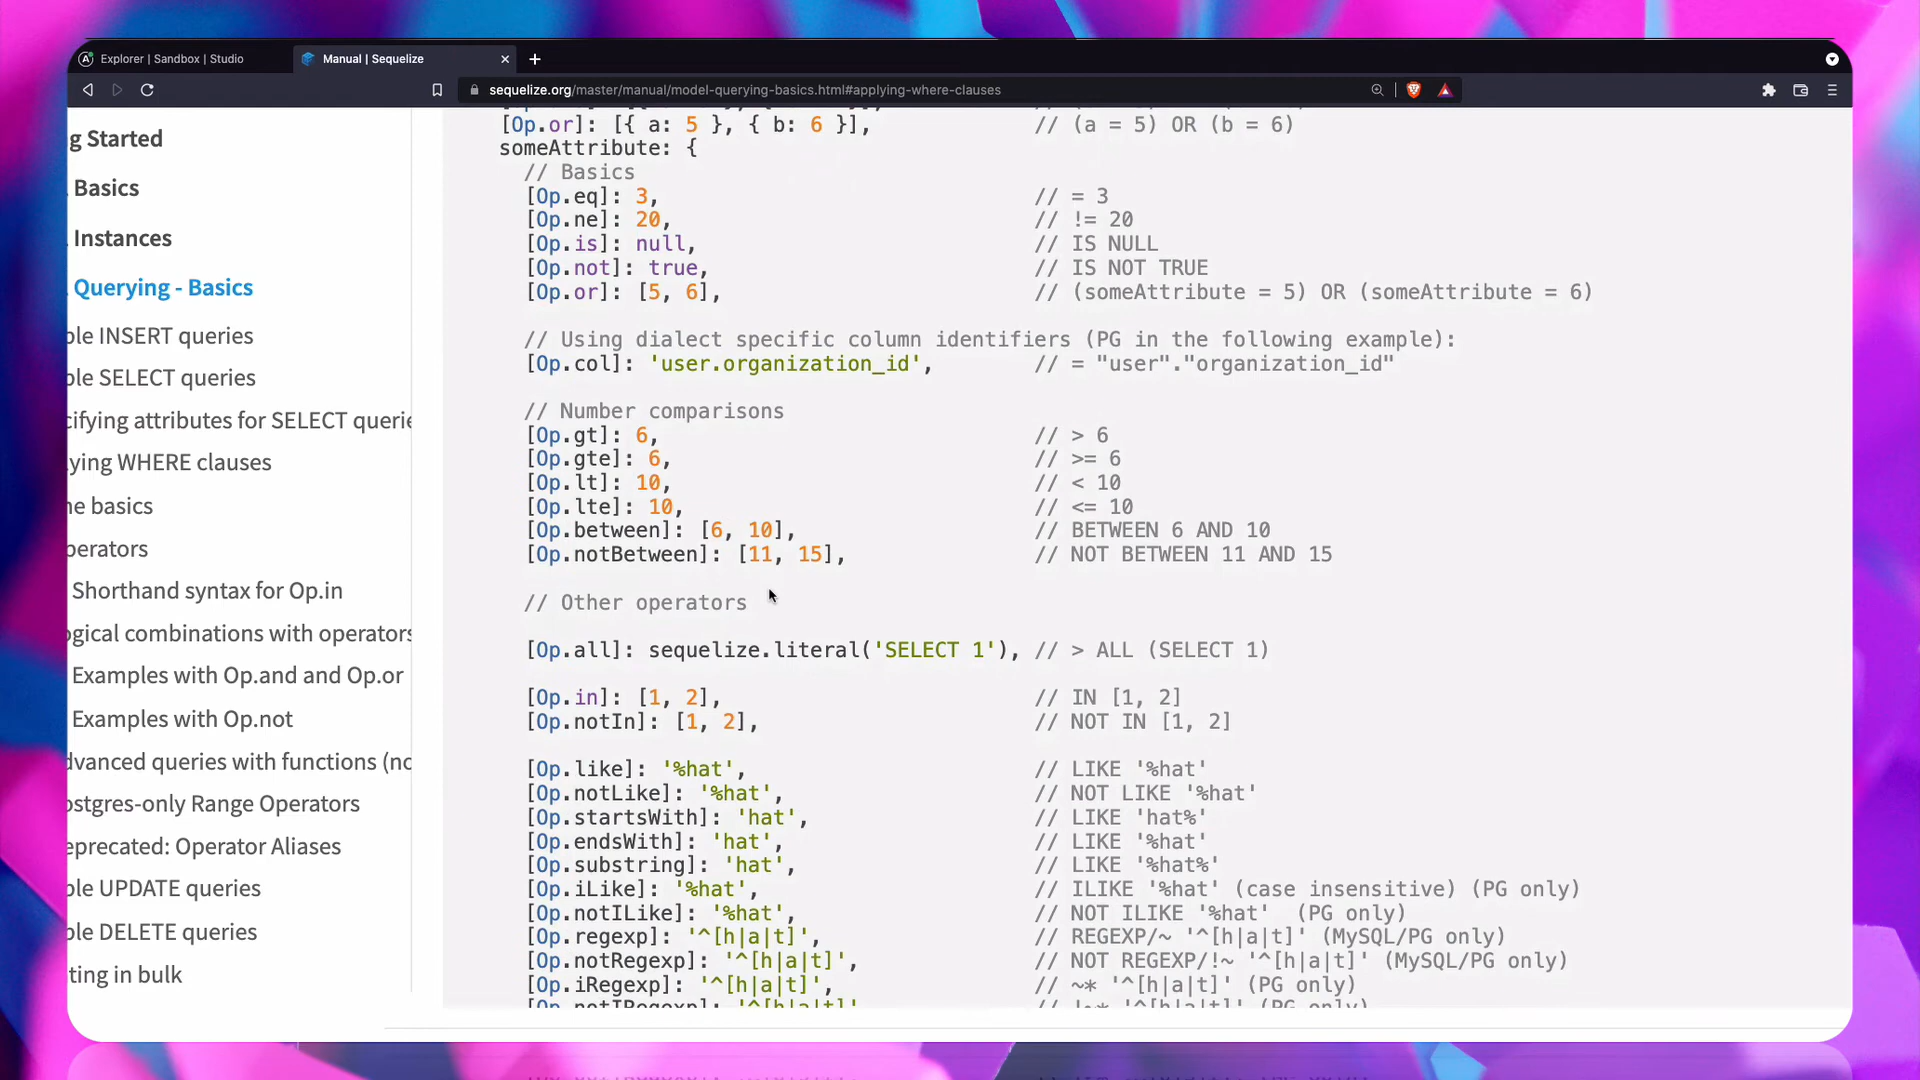 Explorer | Sandbox | Studio
Manual | Sequelize
sequelize.org/master/manual/model-querying-basics.html#applying-where-clauses
g Started
. Basics
. Instances
. Querying - Basics
ple INSERT queries
ple SELECT queries
cifying attributes for SELECT querie
lying WHERE clauses
he basics
perators
Shorthand syntax for Op.in
ogical combinations with operators
Examples with Op.and and Op.or
Examples with Op.not
dvanced queries with functions (no
ostgres-only Range Operators
eprecated: Operator Aliases
ple UPDATE queries
ple DELETE queries
ting in bulk
[Op.or]: [{ a: 5 }, { b: 6 }], // (a = 5) OR (b = 6)
someAttribute: {
// Basics
[Op.eq]: 3, // = 3
[Op.ne]: 20, // != 20
[Op.is]: null, // IS NULL
[Op.not]: true, // IS NOT TRUE
[Op.or]: [5, 6], // (someAttribute = 5) OR (someAttribute = 6)
// Using dialect specific column identifiers (PG in the following example):
[Op.col]: 'user.organization_id', // = "user"."organization_id"
// Number comparisons
[Op.gt]: 6, // > 6
[Op.gte]: 6, // >= 6
[Op.lt]: 10, // < 10
[Op.lte]: 10, // <= 10
[Op.between]: [6, 10], // BETWEEN 6 AND 10
[Op.notBetween]: [11, 15], // NOT BETWEEN 11 AND 15
// Other operators
[Op.all]: sequelize.literal('SELECT 1'), // > ALL (SELECT 1)
[Op.in]: [1, 2], // IN [1, 2]
[Op.notIn]: [1, 2], // NOT IN [1, 2]
[Op.like]: '%hat', // LIKE '%hat'
[Op.notLike]: '%hat', // NOT LIKE '%hat'
[Op.startsWith]: 'hat', // LIKE 'hat%'
[Op.endsWith]: 'hat', // LIKE '%hat'
[Op.substring]: 'hat', // LIKE '%hat%'
[Op.iLike]: '%hat', // ILIKE '%hat' (case insensitive) (PG only)
[Op.notILike]: '%hat', // NOT ILIKE '%hat' (PG only)
[Op.regexp]: '^[h|a|t]', // REGEXP/~ '^[h|a|t]' (MySQL/PG only)
[Op.notRegexp]: '^[h|a|t]', // NOT REGEXP/!~ '^[h|a|t]' (MySQL/PG only)
[Op.iRegexp]: '^[h|a|t]', // ~* '^[h|a|t]' (PG only)
[Op.notIRegexp]: '^[h|a|t]', // !~* '^[h|a|t]' (PG only)